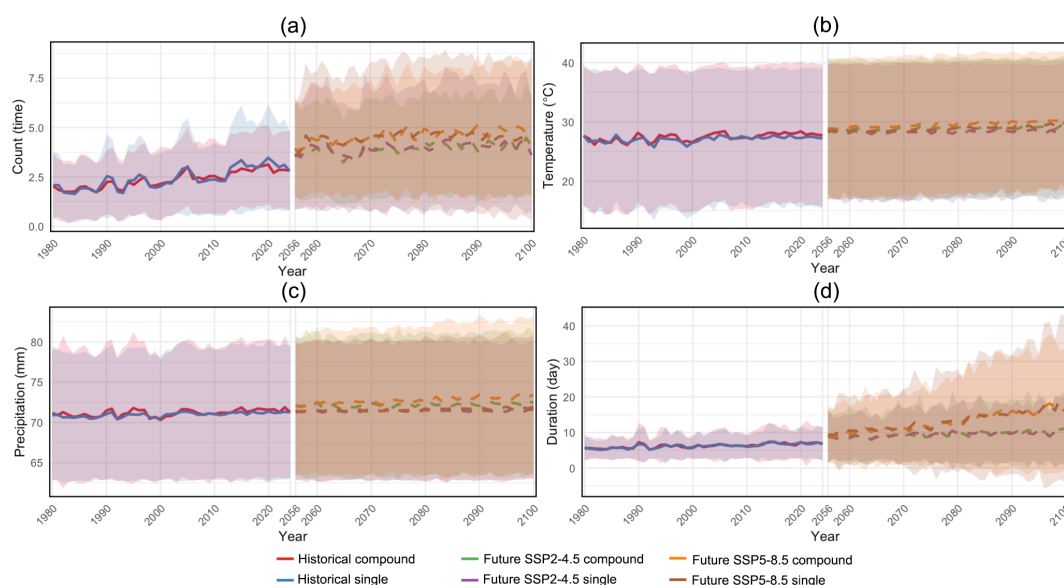 (a)
Count (time)
7.5
5.0
2.5
0.0
1980 1990 2000 2010 2020 2056 2060 2070 2080 2090 2100
Year
(b)
Temperature (°C)
40
30
20
1980 1990 2000 2010 2020 2056 2060 2070 2080 2090 2100
Year
(c)
Precipitation (mm)
80
75
70
65
1980 1990 2000 2010 2020 2056 2060 2070 2080 2090 2100
Year
(d)
Duration (day)
40
30
20
10
0
1980 1990 2000 2010 2020 2056 2060 2070 2080 2090 2100
Year
Historical compound Future SSP2-4.5 compound Future SSP5-8.5 compound
Historical single Future SSP2-4.5 single Future SSP5-8.5 single